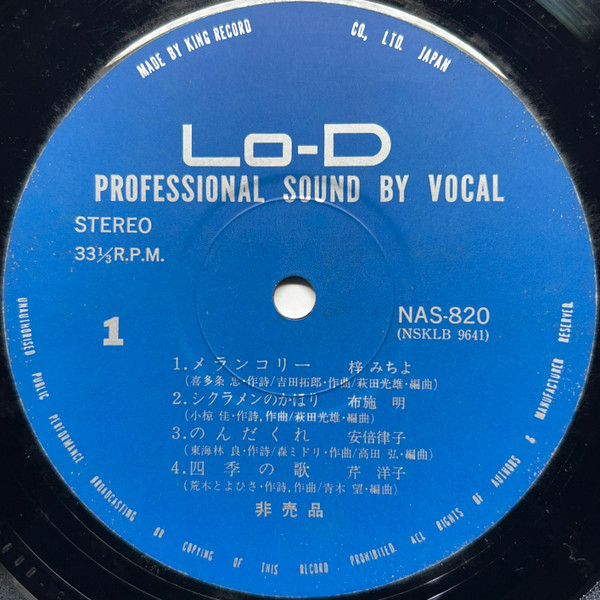 MADE BY KING RECORD CO., LTD. JAPAN
Lo-D
PROFESSIONAL SOUND BY VOCAL
STEREO
33 1/3 R.P.M.
1
NAS-820
(NSKLB 9641)
1.メランコリー 梓 みちよ
(喜多条 忠・作詩/吉田拓郎・作曲/萩田光雄・編曲)
2.シクラメンのかほり 布施 明
(小椋 佳・作詩,作曲/萩田光雄・編曲)
3.のんだくれ 安倍律子
(東海林 良・作詩/森ミドリ・作曲/高田 弘・編曲)
4.四季の歌 芹 洋子
(荒木とよひさ・作詩,作曲/青木 望・編曲)
非売品
UNAUTHORISED PUBLIC PERFORMANCE BROADCASTING OR COPYING OF THIS RECORD PROHIBITED. ALL RIGHTS OF AUTHORS & MANUFACTURER RESERVED.